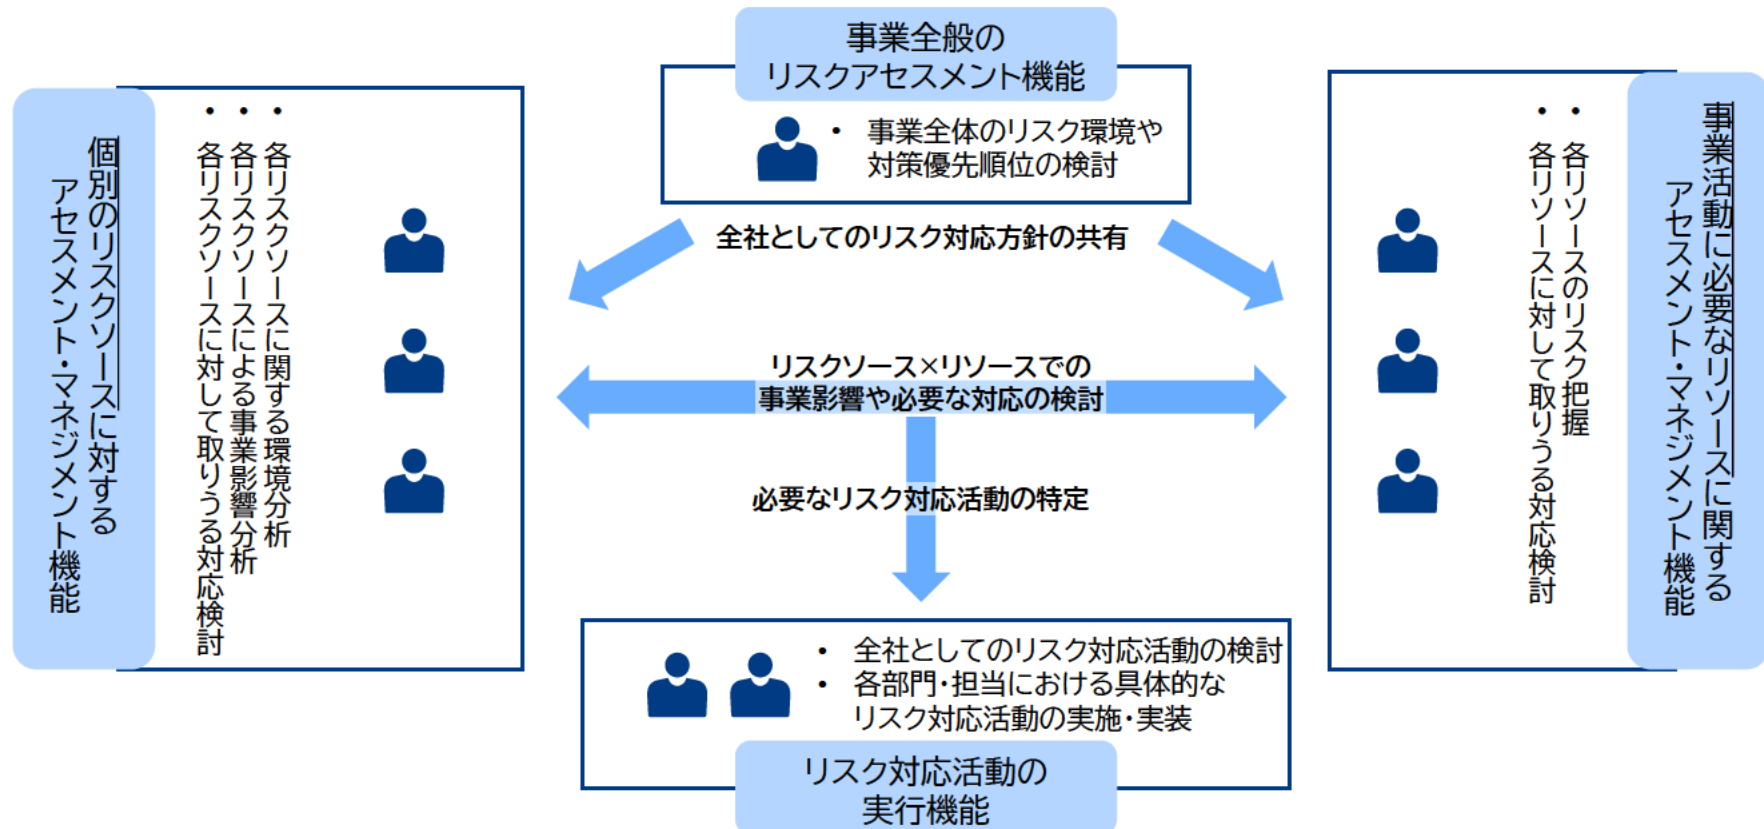 事業全般の
リスクアセスメント機能
• 事業全体のリスク環境や
対策優先順位の検討
個別のリスクソースに対する
アセスメント・マネジメント機能
• 各リスクソースに関する環境分析
• 各リスクソースによる事業影響分析
• 各リスクソースに対して取りうる対応検討
全社としてのリスク対応方針の共有
リスクソース×リソースでの
事業影響や必要な対応の検討
必要なリスク対応活動の特定
事業活動に必要なリソースに関する
アセスメント・マネジメント機能
• 各リソースのリスク把握
• 各リソースに対して取りうる対応検討
• 全社としてのリスク対応活動の検討
• 各部門・担当における具体的な
リスク対応活動の実施・実装
リスク対応活動の
実行機能